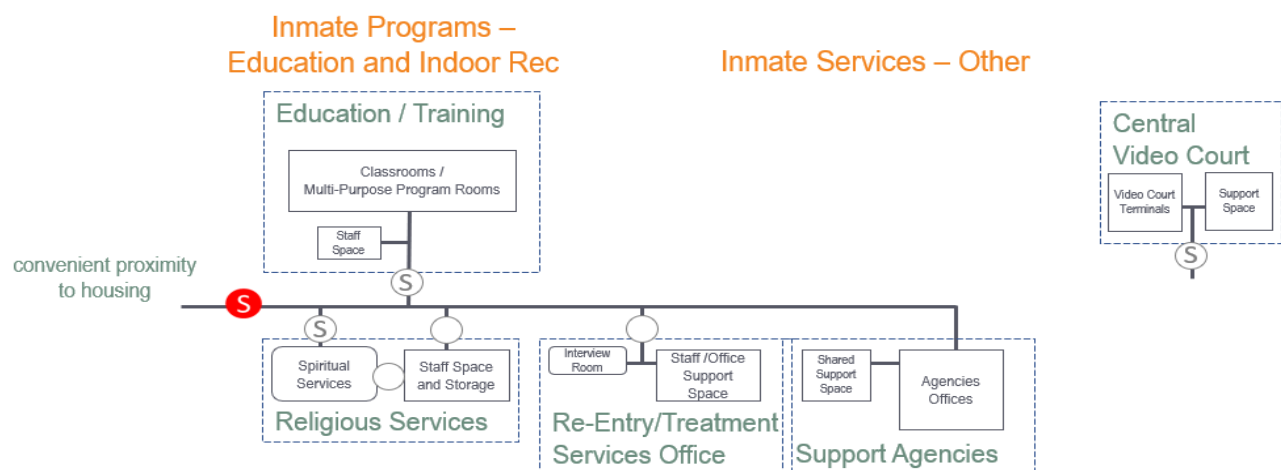 Inmate Programs –
Education and Indoor Rec
Inmate Services – Other
Education / Training
Classrooms /
Multi-Purpose Program Rooms
Staff
Space
S
Central
Video Court
Video Court
Terminals
Support
Space
S
convenient proximity
to housing
S
S
Spiritual
Services
Staff Space
and Storage
Religious Services
Interview
Room
Staff /Office
Support
Space
Re-Entry/Treatment
Services Office
Shared
Support
Space
Agencies
Offices
Support Agencies